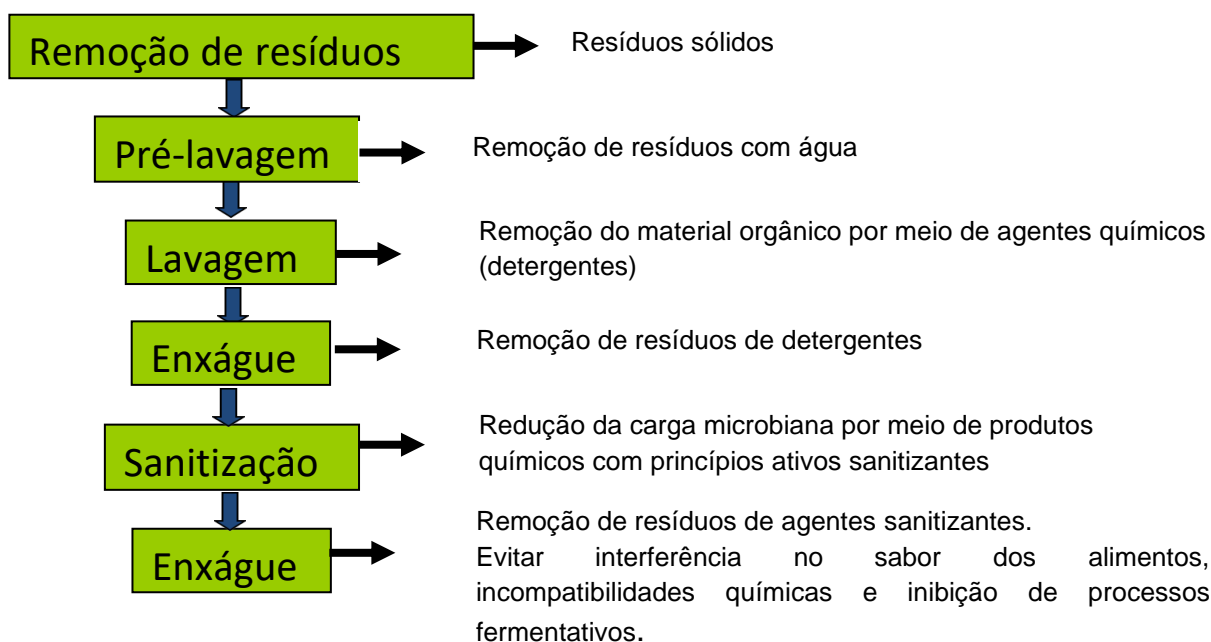 Remoção de resíduos
Resíduos sólidos
Pré-lavagem
Remoção de resíduos com água
Lavagem
Remoção do material orgânico por meio de agentes químicos
(detergentes)
Enxágue
Remoção de resíduos de detergentes
Sanitização
Redução da carga microbiana por meio de produtos
químicos com princípios ativos sanitizantes
Enxágue
Remoção de resíduos de agentes sanitizantes.
Evitar interferência no sabor dos alimentos,
incompatibilidades químicas e inibição de processos
fermentativos.